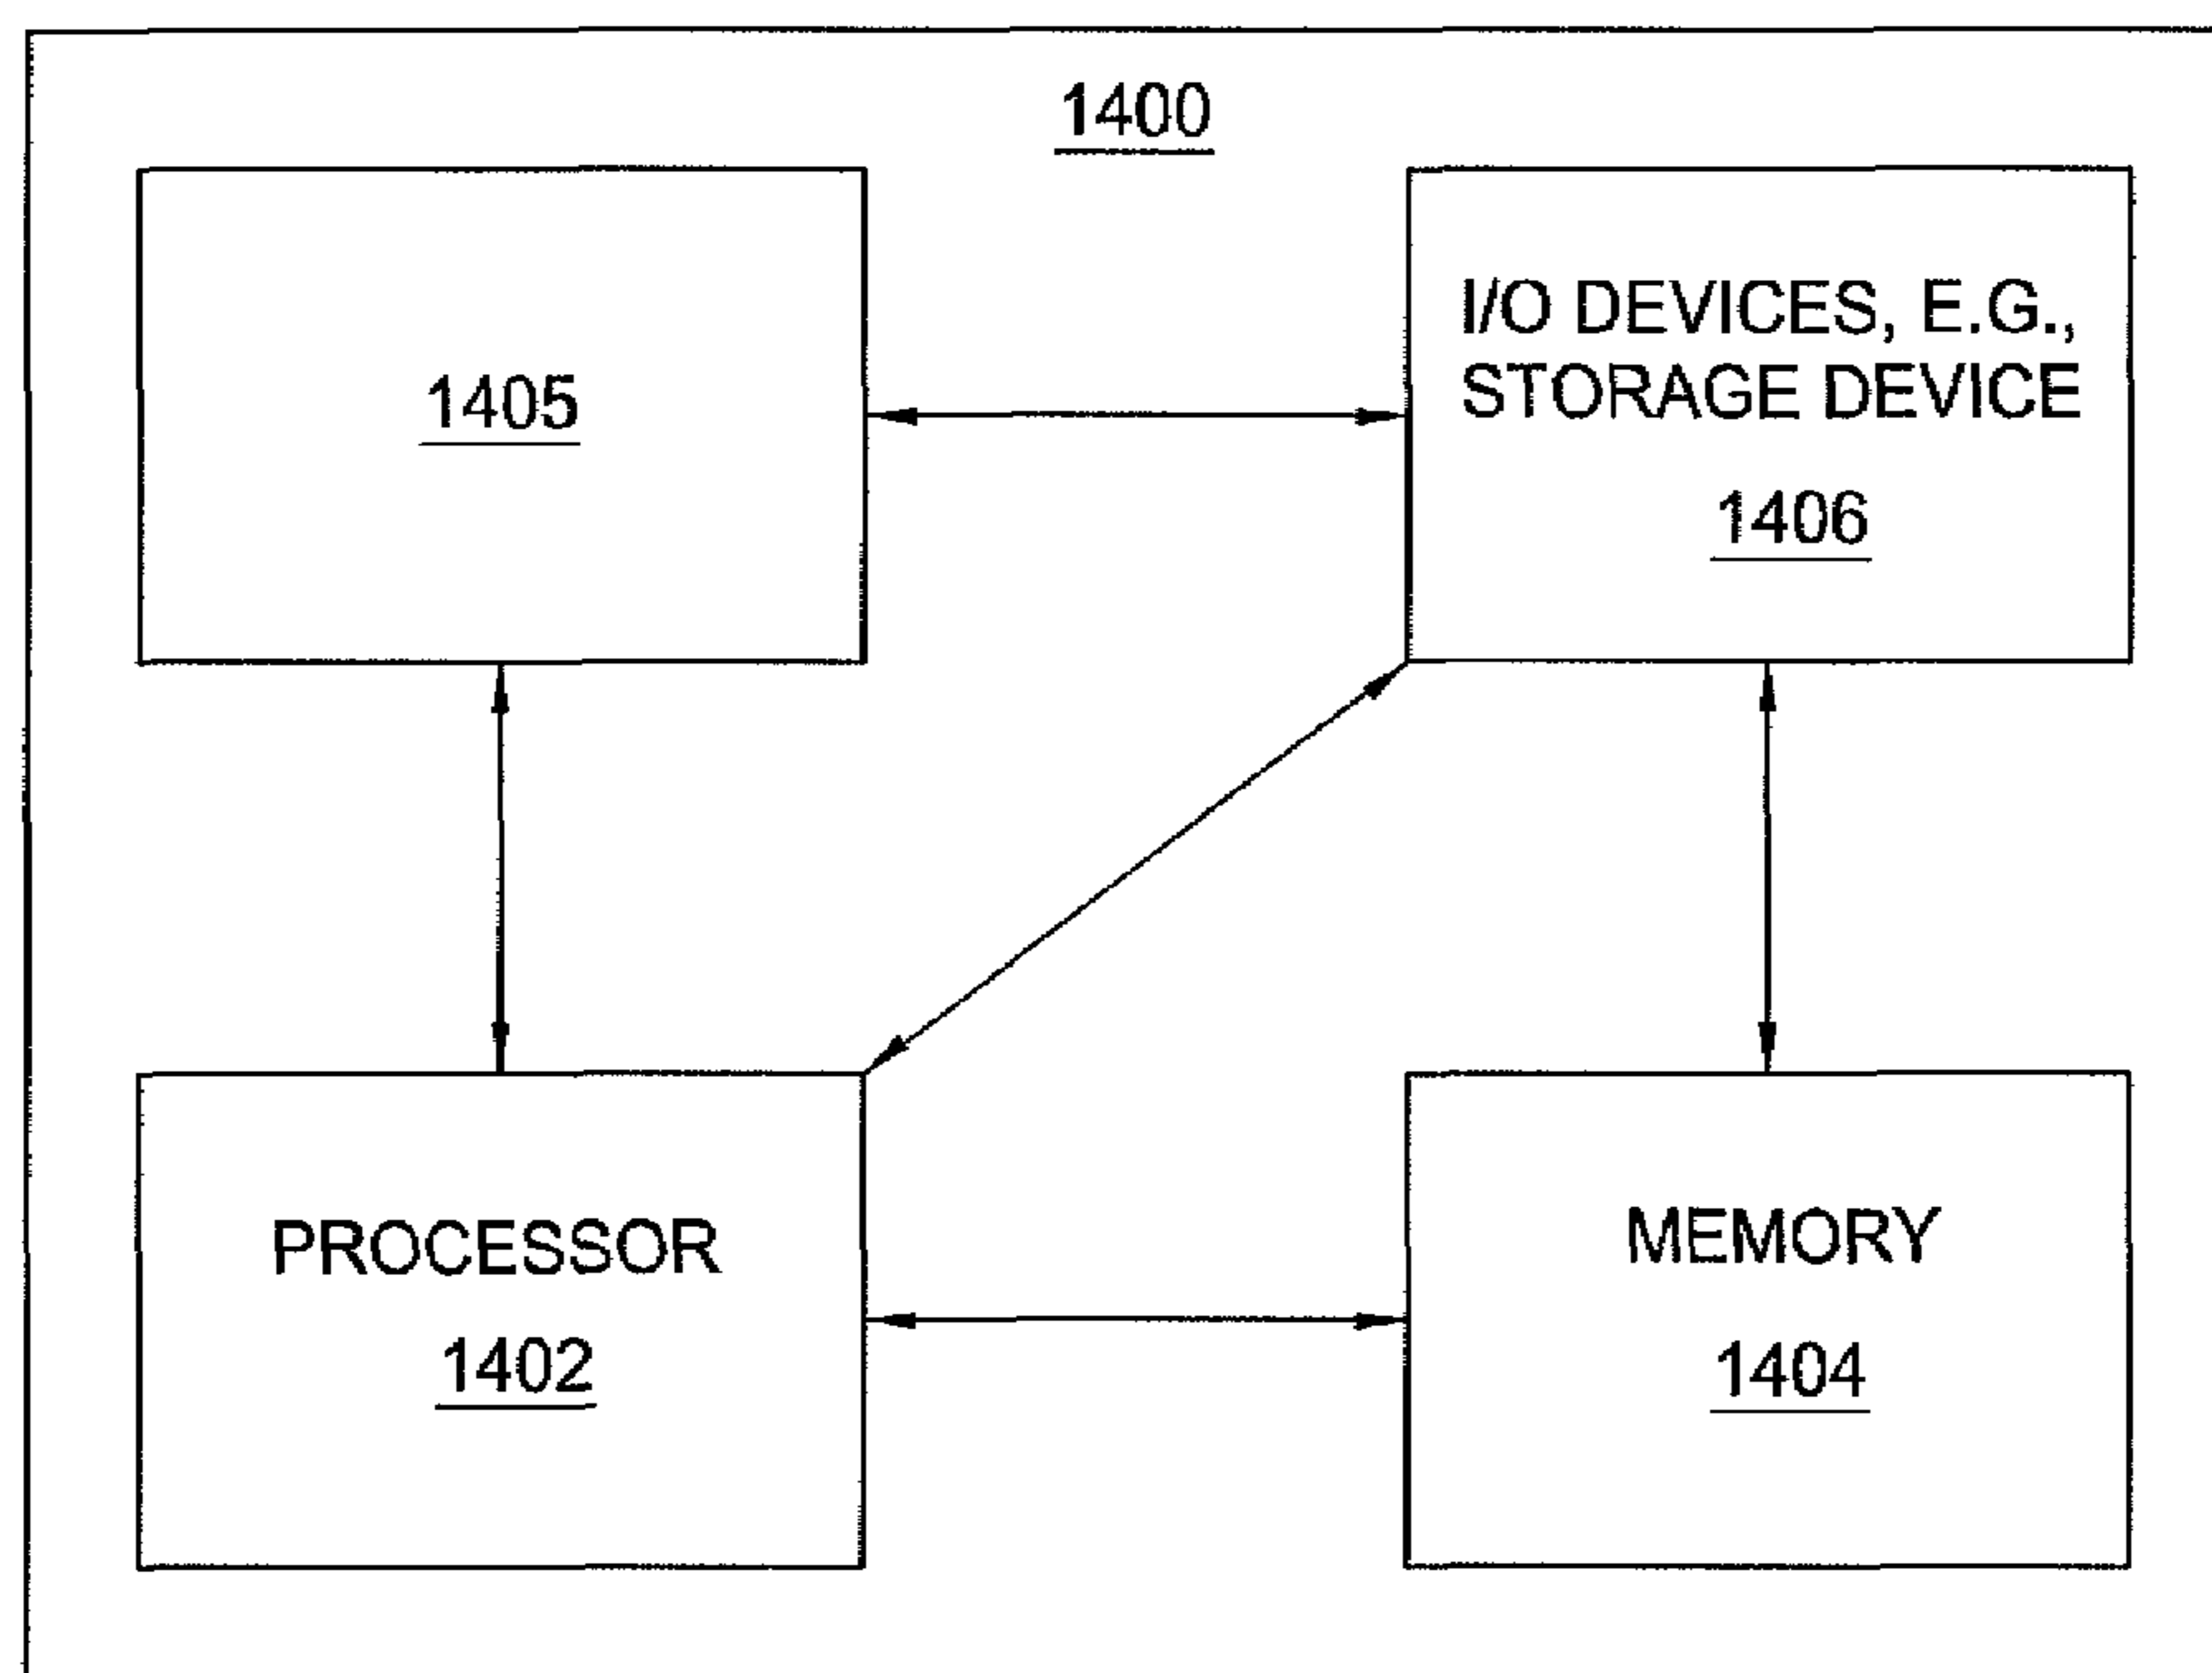 1400
1405
I/O DEVICES, E.G.,
STORAGE DEVICE
1406
PROCESSOR
1402
MEMORY
1404